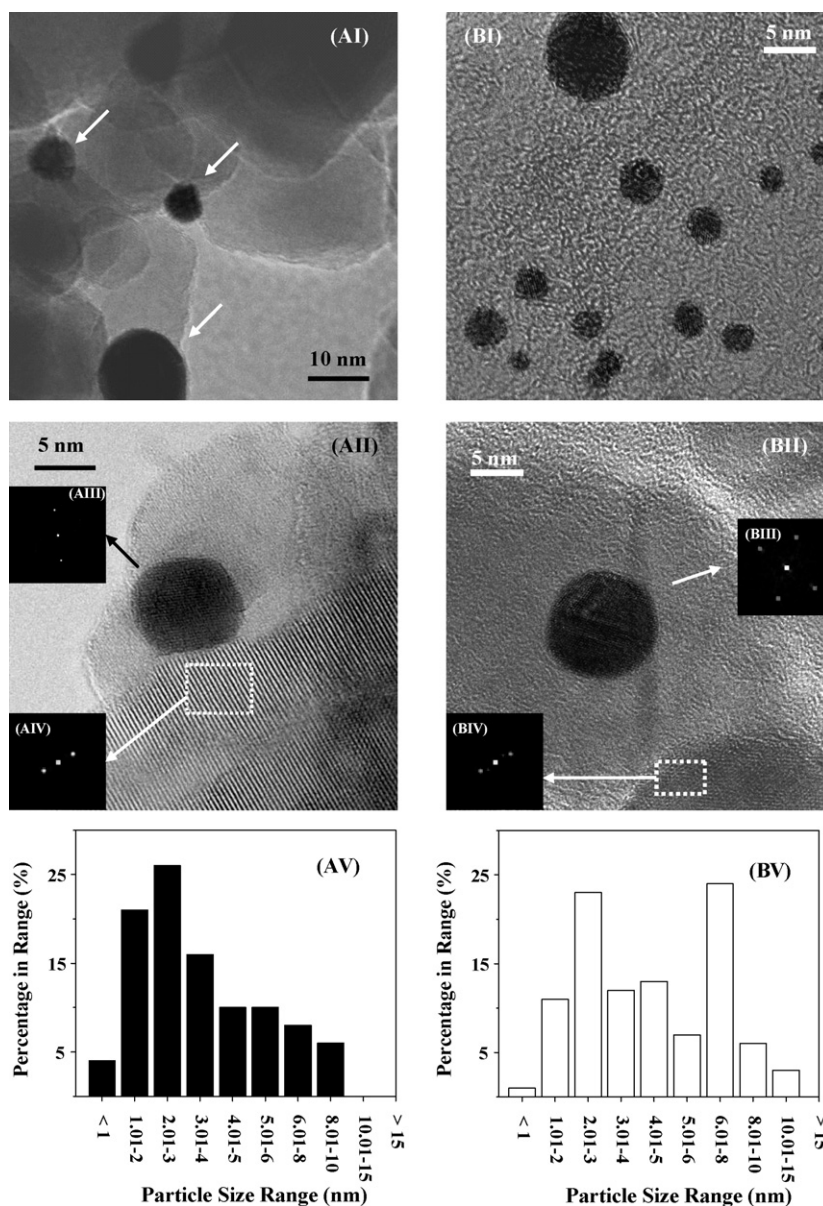 (AI)
10 nm
(BI)
5 nm
5 nm
(AII)
(AIII)
(AIV)
(BII)
5 nm
(BIII)
(BIV)
(AV)
Percentage in Range (%)
25
15
5
< 1
1.01-2
2.01-3
3.01-4
4.01-5
5.01-6
6.01-8
8.01-10
10.01-15
> 15
Particle Size Range (nm)
(BV)
Percentage in Range (%)
25
15
5
< 1
1.01-2
2.01-3
3.01-4
4.01-5
5.01-6
6.01-8
8.01-10
10.01-15
> 15
Particle Size Range (nm)